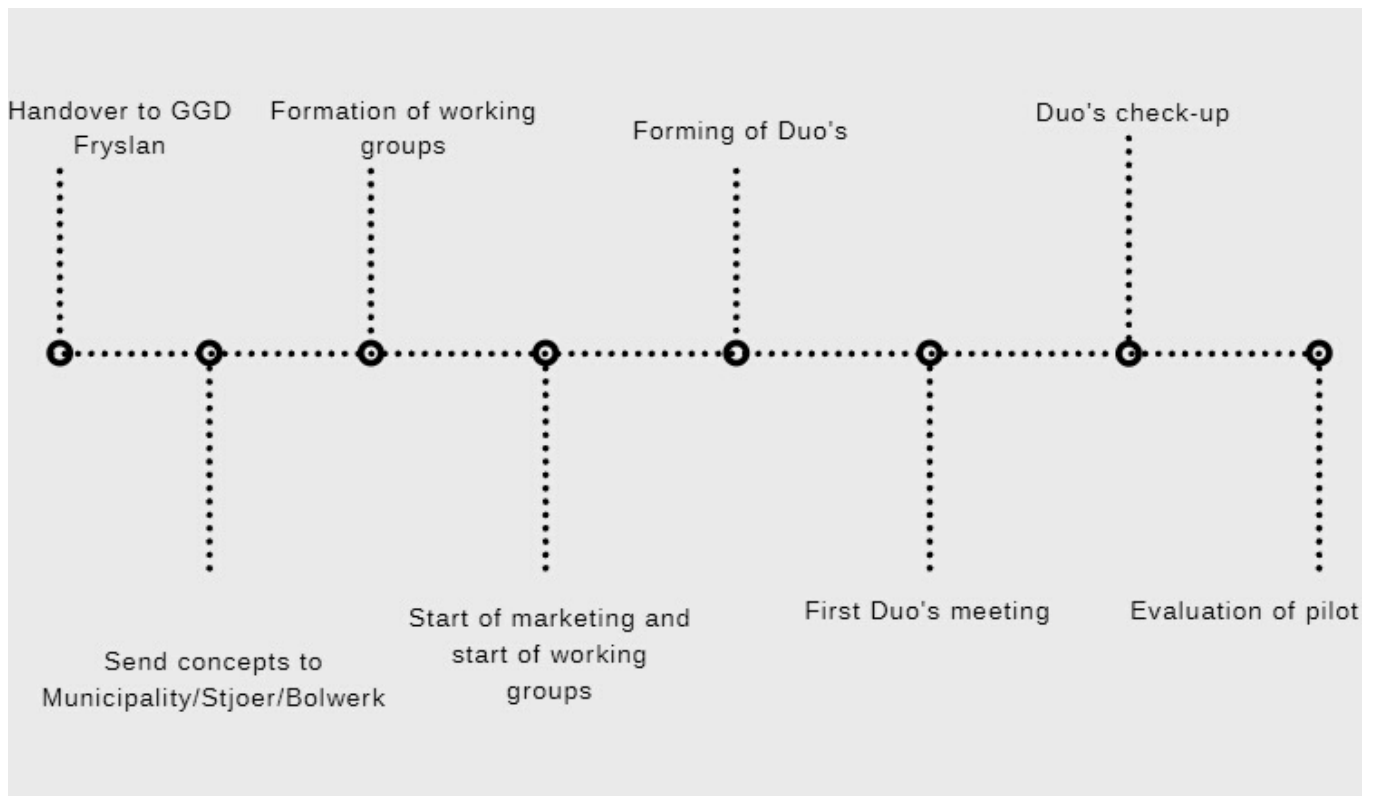 Handover to GGD
Fryslan
Formation of working
groups
Forming of Duo's
Duo's check-up
Send concepts to
Municipality/Stjoer/Bolwerk
Start of marketing and
start of working
groups
First Duo's meeting
Evaluation of pilot